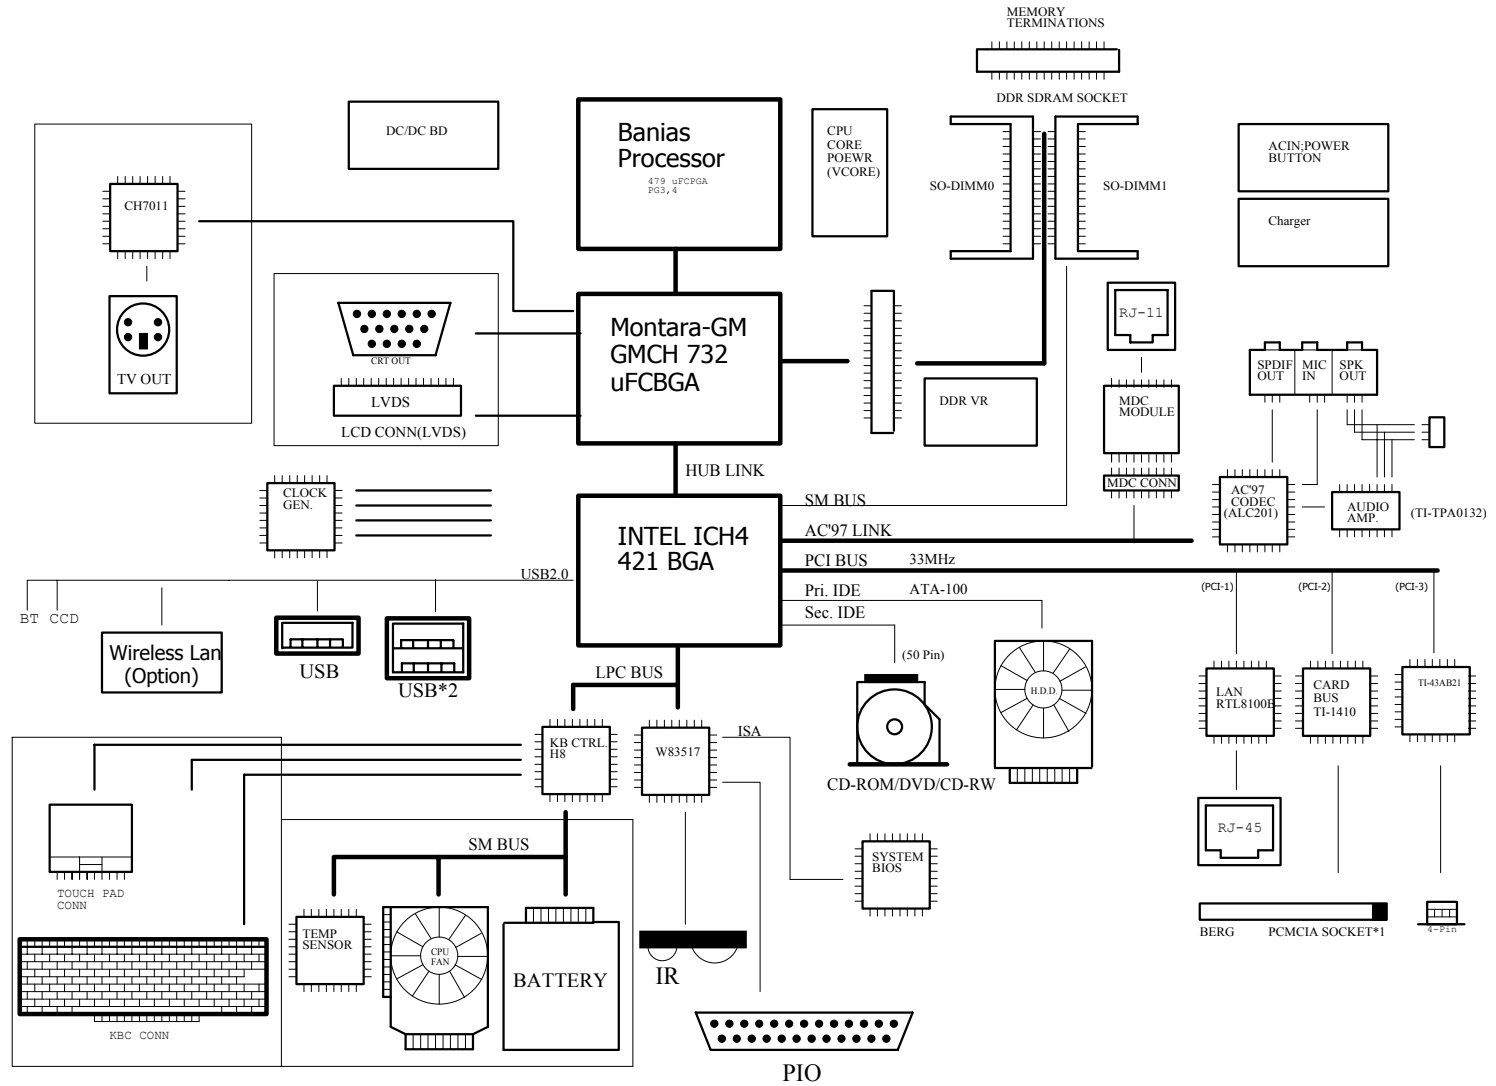 MEMORY
TERMINATIONS
DDR SDRAM SOCKET
DC/DC BD
Banias
Processor
479 uFCPGA
PG3,4
CPU
CORE
POEWR
(VCORE)
SO-DIMM0
SO-DIMM1
ACIN;POWER
BUTTON
Charger
CH7011
TV OUT
CRT OUT
LVDS
LCD CONN(LVDS)
Montara-GM
GMCH 732
uFCBGA
DDR VR
RJ-11
MDC
MODULE
MDC CONN
SPDIF
OUT
MIC
IN
SPK
OUT
HUB LINK
CLOCK
GEN.
INTEL ICH4
421 BGA
SM BUS
AC'97 LINK
PCI BUS
33MHz
Pri. IDE
ATA-100
Sec. IDE
AC'97
CODEC
(ALC201)
AUDIO
AMP.
(TI-TPA0132)
USB2.0
BT
CCD
Wireless Lan
(Option)
USB
USB*2
LPC BUS
(50 Pin)
CD-ROM/DVD/CD-RW
H.D.D.
(PCI-1)
(PCI-2)
(PCI-3)
LAN
RTL8100B
CARD
BUS
TI-1410
TI-43AB21
KB CTRL.
H8
W83517
ISA
SYSTEM
BIOS
RJ-45
BERG
PCMCIA SOCKET*1
4-Pin
TOUCH PAD
CONN
KBC CONN
SM BUS
TEMP
SENSOR
CPU
FAN
BATTERY
IR
PIO